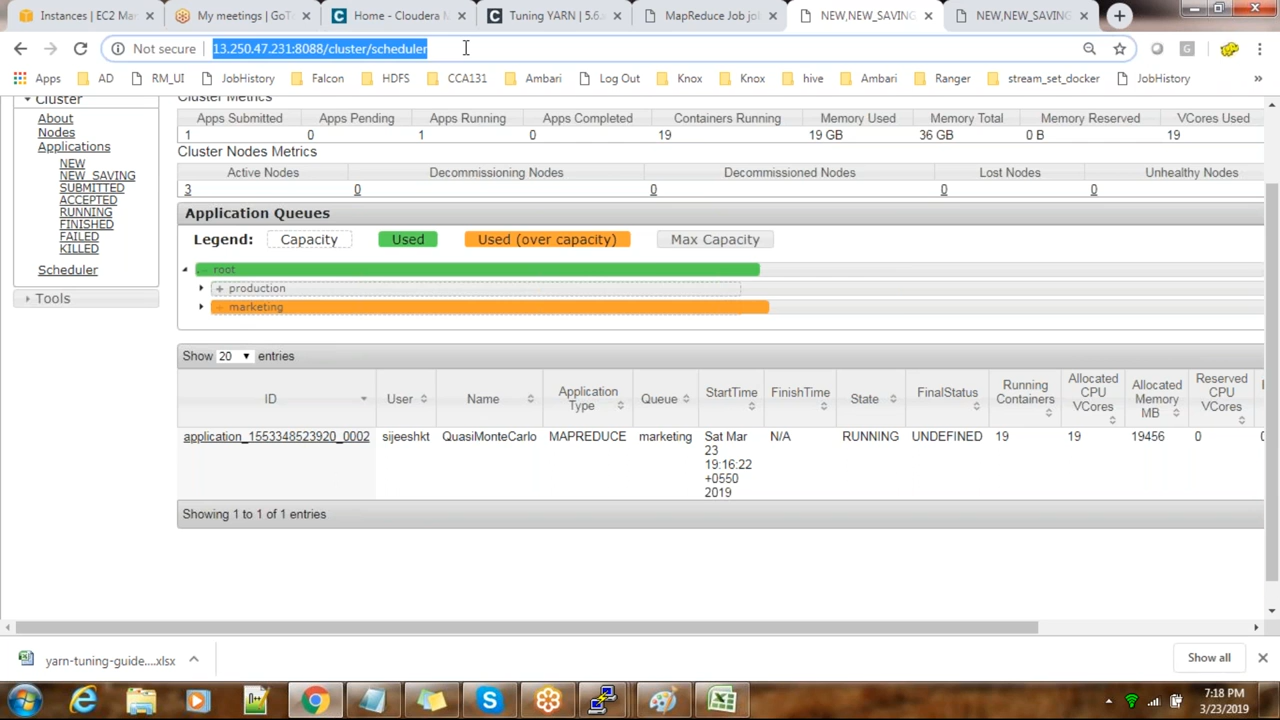 Instances | EC2 Mar
My meetings | GoT
Home - Cloudera M
Tuning YARN | 5.6.
MapReduce Job jo
NEW,NEW_SAVING
NEW,NEW_SAVING
Not secure
13.250.47.231:8088/cluster/scheduler
Apps
AD
RM_UI
JobHistory
Falcon
HDFS
CCA131
Ambari
Log Out
Knox
Knox
hive
Ambari
Ranger
stream_set_docker
JobHistory
»
Cluster
About
Nodes
Applications
NEW
NEW_SAVING
SUBMITTED
ACCEPTED
RUNNING
FINISHED
FAILED
KILLED
Scheduler
Tools
Cluster Metrics
Apps Submitted Apps Pending Apps Running Apps Completed Containers Running Memory Used Memory Total Memory Reserved VCores Used
1 0 1 0 19 19 GB 36 GB 0 B 19
Cluster Nodes Metrics
Active Nodes Decommissioning Nodes Decommissioned Nodes Lost Nodes Unhealthy Nodes
3 0 0 0 0
Application Queues
Legend: Capacity Used Used (over capacity) Max Capacity
root
+ production
+ marketing
Show 20 entries
ID
User
Name
Application
Type
Queue
StartTime
FinishTime
State
FinalStatus
Running
Containers
Allocated
CPU
VCores
Allocated
Memory
MB
Reserved
CPU
VCores
application_1553348523920_0002
sijeeshkt
QuasiMonteCarlo
MAPREDUCE
marketing
Sat Mar
23
19:16:22
+0550
2019
N/A
RUNNING
UNDEFINED
19
19
19456
0
Showing 1 to 1 of 1 entries
yarn-tuning-guide....xlsx
Show all
7:18 PM
3/23/2019